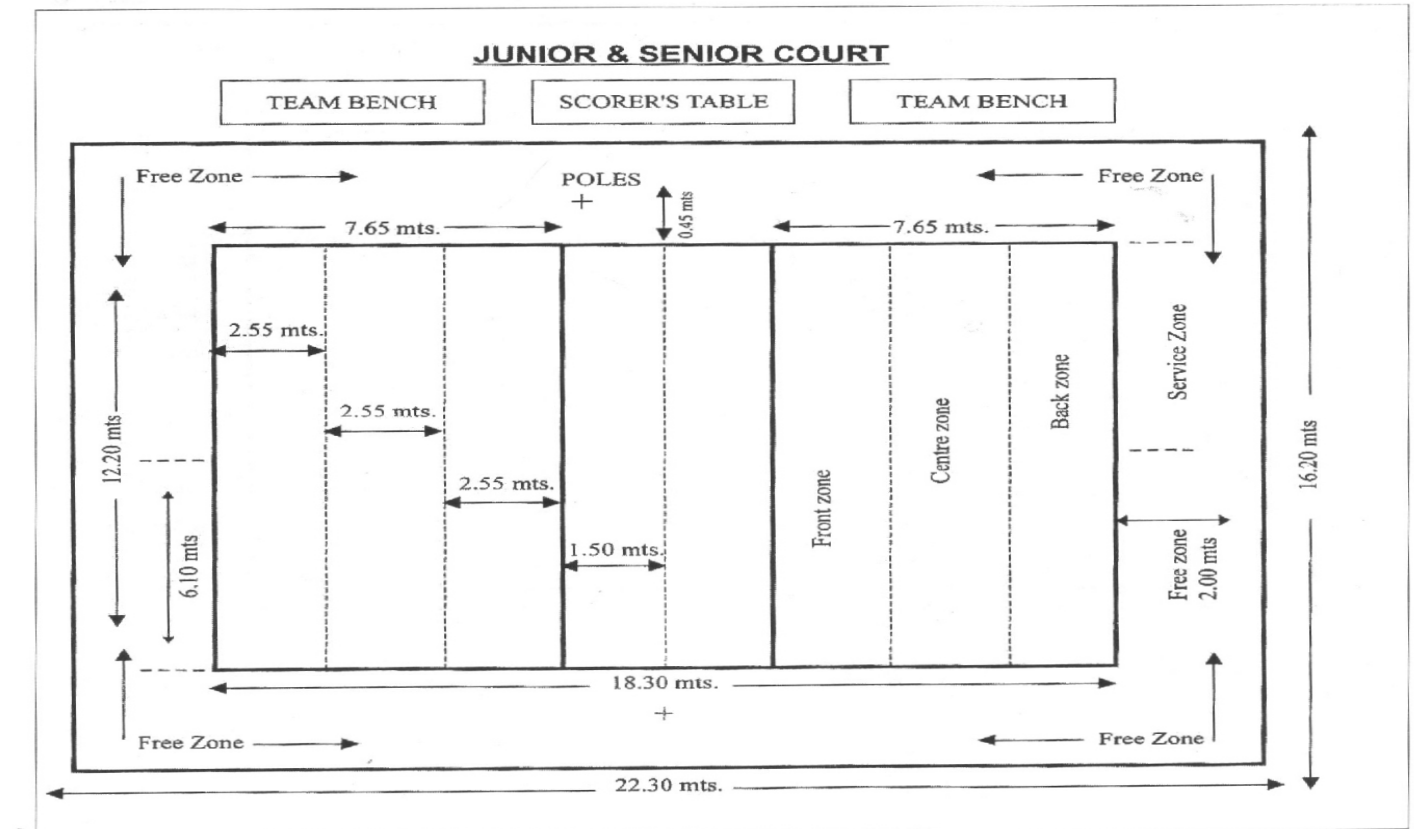 JUNIOR & SENIOR COURT
TEAM BENCH
SCORER'S TABLE
TEAM BENCH
Free Zone
POLES
0.45 mts
Free Zone
7.65 mts.
7.65 mts.
2.55 mts.
2.55 mts.
2.55 mts.
1.50 mts.
12.20 mts
6.10 mts
Front zone
Centre zone
Back zone
Service Zone
Free zone
2.00 mts
16.20 mts
18.30 mts.
Free Zone
Free Zone
22.30 mts.